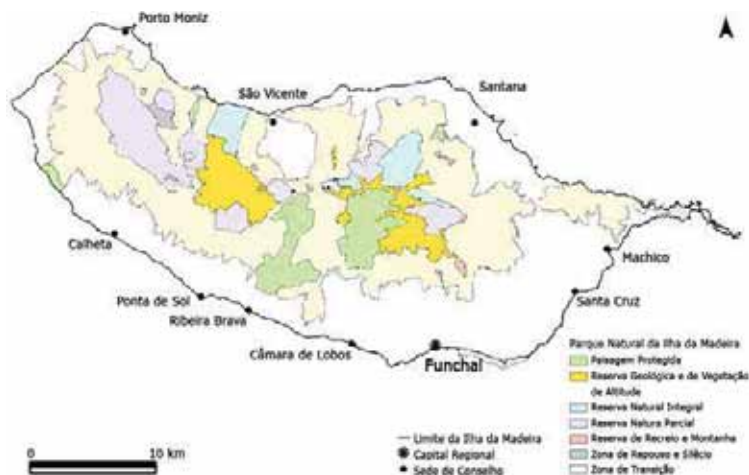 Porto Moniz
São Vicente
Santana
Calheta
Machico
Ponta de Sol
Santa Cruz
Ribeira Brava
Câmara de Lobos
Funchal
Parque Natural da Ilha da Madeira
Paisagem Protegida
Reserva Geológica e de Vegetação
de Altitude
Reserva Natural Integral
Reserva Natura Parcial
Reserva de Recreio e Montanha
Zona de Repouso e Silêcio
Zona de Transição
Limite da Ilha da Madeira
Capital Regional
Sede de Conselho
0 10 km